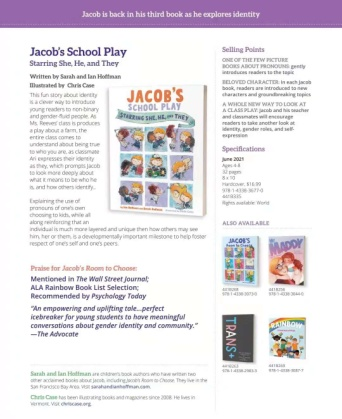 Jacob is back in his third book as he explores identity
Jacob's School Play
Starring She, He, and They
Written by Sarah and Ian Hoffman
Illustrated by Chris Case
This fun story about identity
is a clever way to introduce
young readers to non-binary
and gender-fluid people. As
Ms. Reeves' class is produces
a play about a farm, the
entire class comes to
understand about being true
to who you are, as classmate
Ari expresses their identity
as they, which prompts Jacob
to look more deeply about
what it means to be who he
is, and how others identify.
Explaining the use of
pronouns of one's own
choosing to kids, while all
along reinforcing that an
individual is much more layered and unique then how others may see
him, her, or them, is a developmentally important milestone to help foster
respect of one's self and one's peers.
JACOB'S
SCHOOL PLAY
STARRING SHE, HE, AND THEY
Praise for Jacob's Room to Choose:
Mentioned in The Wall Street Journal;
ALA Rainbow Book List Selection;
Recommended by Psychology Today
"An empowering and uplifting tale...perfect
icebreaker for young students to have meaningful
conversations about gender identity and community."
—The Advocate
Sarah and Ian Hoffman are children's book authors who have written two
other acclaimed books about Jacob, including Jacob's Room to Choose. They live in the
San Francisco Bay Area. Visit sarahandianhoffman.com.
Chris Case has been illustrating books and magazines since 2008. He lives in
Vermont. Visit chriscase.org.
Selling Points
ONE OF THE FEW PICTURE
BOOKS ABOUT PRONOUNS: gently
introduces readers to the topic
BELOVED CHARACTER: in each Jacob
book, readers are introduced to new
characters and groundbreaking topics
A WHOLE NEW WAY TO LOOK AT
A CLASS PLAY: Jacob and his teacher
and classmates will encourage
readers to take another look at
identity, gender roles, and self-
expression
Specifications
June 2021
Ages 4-8
32 pages
8 x 10
Hardcover, $16.99
978-1-4338-3677-0
Rights available: World
ALSO AVAILABLE
JACOB'S
Room to Choose
MADDY
TRANS+
RAINBOW